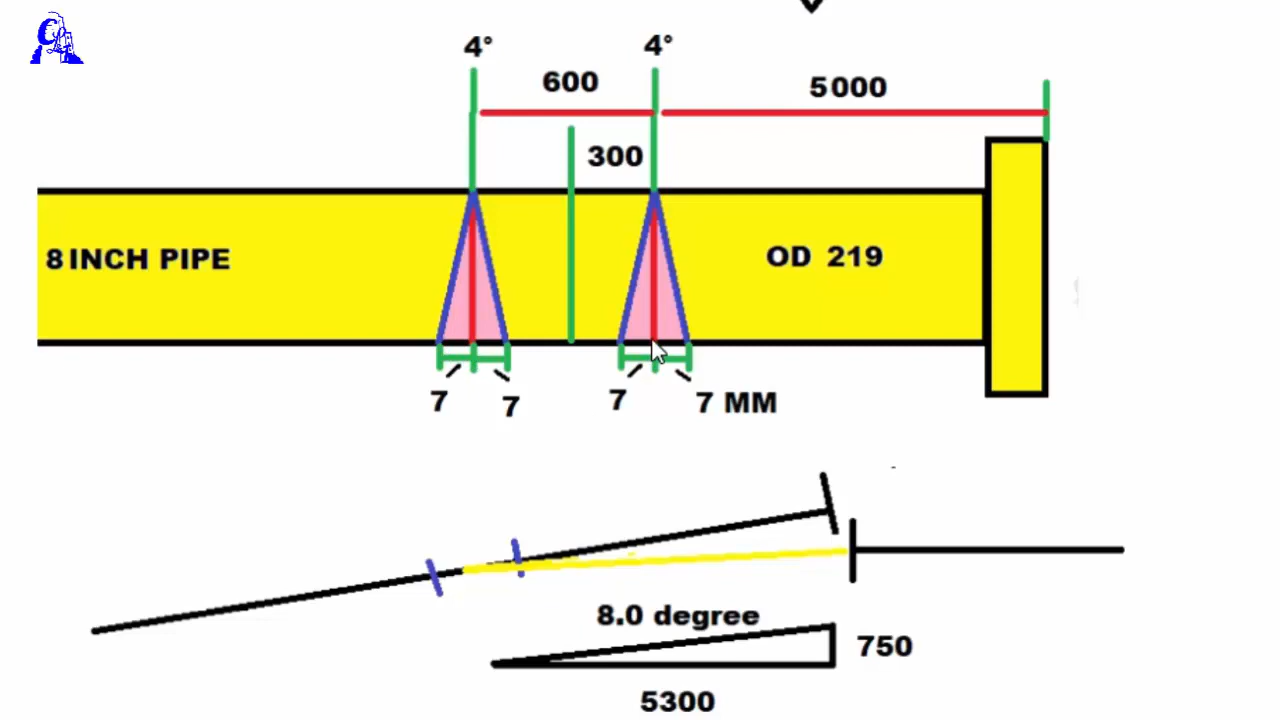 4° 4°
600 5000
300
8 INCH PIPE OD 219
7 7 7 7 MM
8.0 degree
750
5300